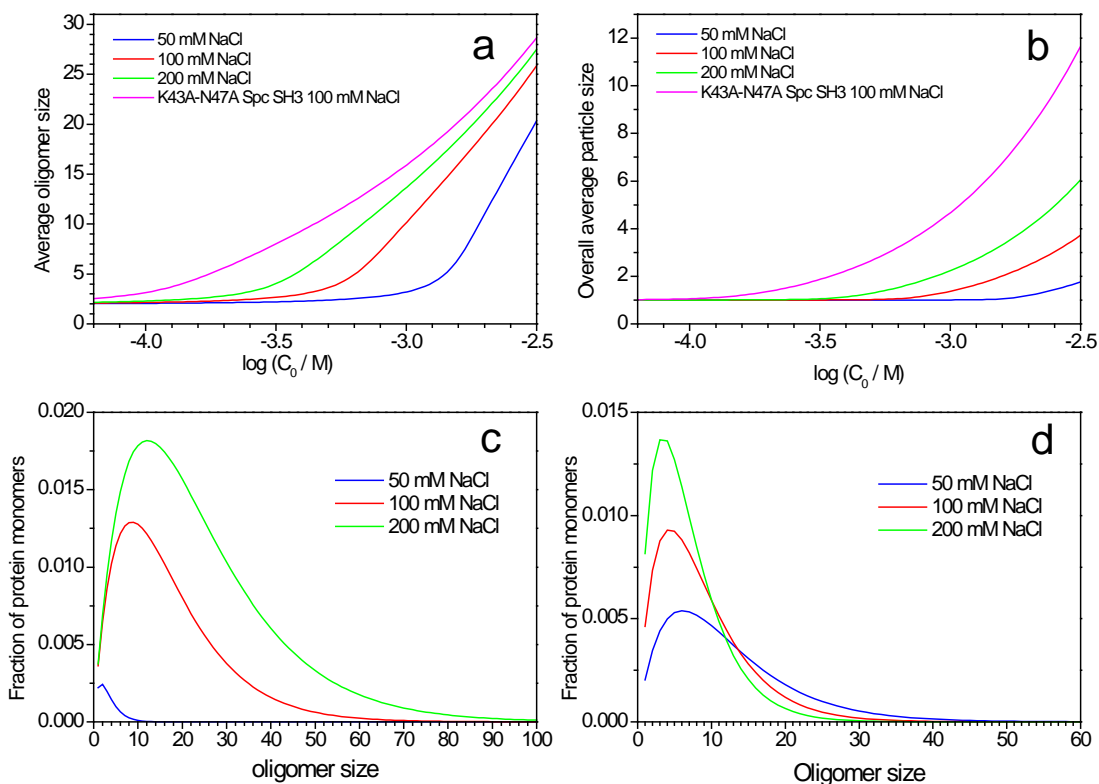 a
50 mM NaCl
100 mM NaCl
200 mM NaCl
K43A-N47A Spc SH3 100 mM NaCl
Average oligomer size
30
25
20
15
10
5
0
-4.0 -3.5 -3.0 -2.5
log (C0 / M)
b
50 mM NaCl
100 mM NaCl
200 mM NaCl
K43A-N47A Spc SH3 100 mM NaCl
Overall average particle size
12
10
8
6
4
2
0
-4.0 -3.5 -3.0 -2.5
log (C0 / M)
c
50 mM NaCl
100 mM NaCl
200 mM NaCl
Fraction of protein monomers
0.020
0.015
0.010
0.005
0.000
0 10 20 30 40 50 60 70 80 90 100
oligomer size
d
50 mM NaCl
100 mM NaCl
200 mM NaCl
Fraction of protein monomers
0.015
0.010
0.005
0.000
0 10 20 30 40 50 60
Oligomer size